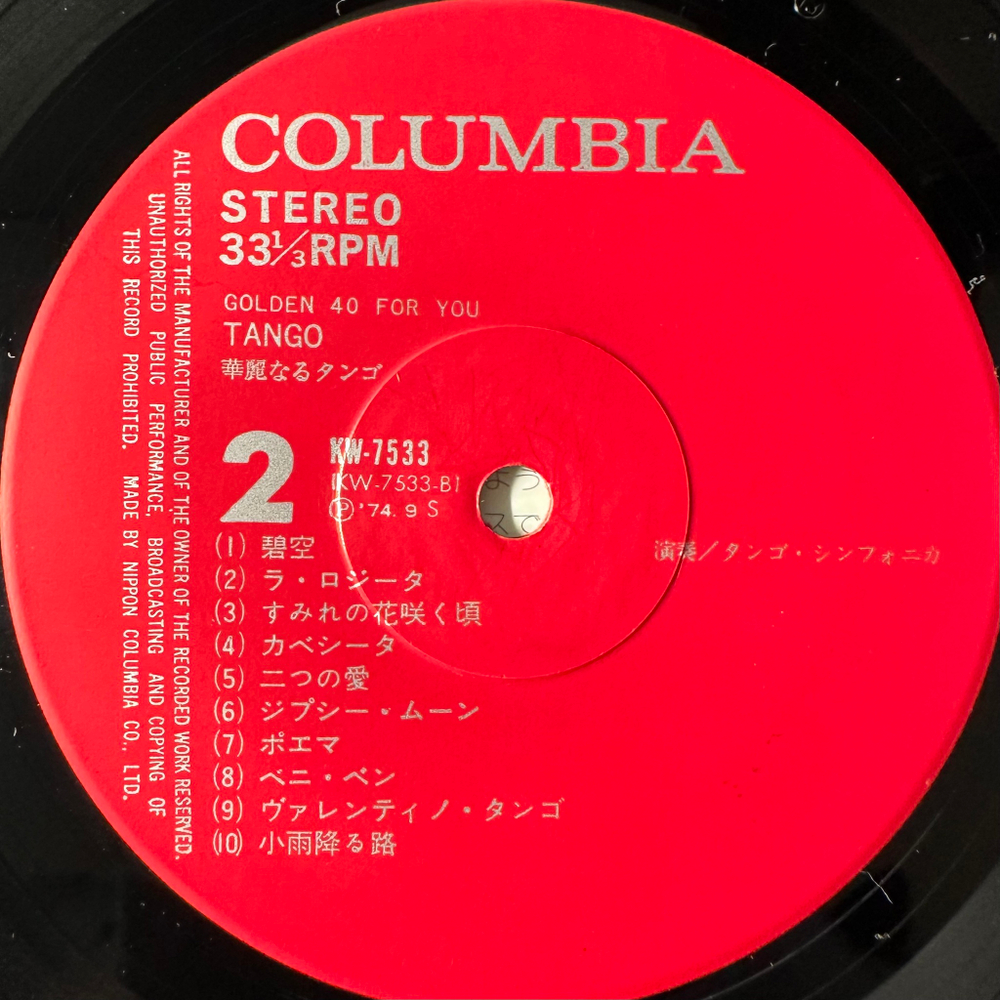 COLUMBIA
STEREO
33 1/3 RPM
GOLDEN 40 FOR YOU
TANGO
華麗なるタンゴ
2
KW-7533
(KW-7533-B)
Ⓟ '74. 9 S
演奏/タンゴ・シンフォニカ
(1) 碧空
(2) ラ・ロジータ
(3) すみれの花咲く頃
(4) カベシータ
(5) 二つの愛
(6) ジプシー・ムーン
(7) ポエマ
(8) ベニ・ベン
(9) ヴァレンティノ・タンゴ
(10) 小雨降る路
ALL RIGHTS OF THE MANUFACTURER AND OF THE OWNER OF THE RECORDED WORK RESERVED.
UNAUTHORIZED PUBLIC PERFORMANCE, BROADCASTING AND COPYING OF
THIS RECORD PROHIBITED. MADE BY NIPPON COLUMBIA CO., LTD.